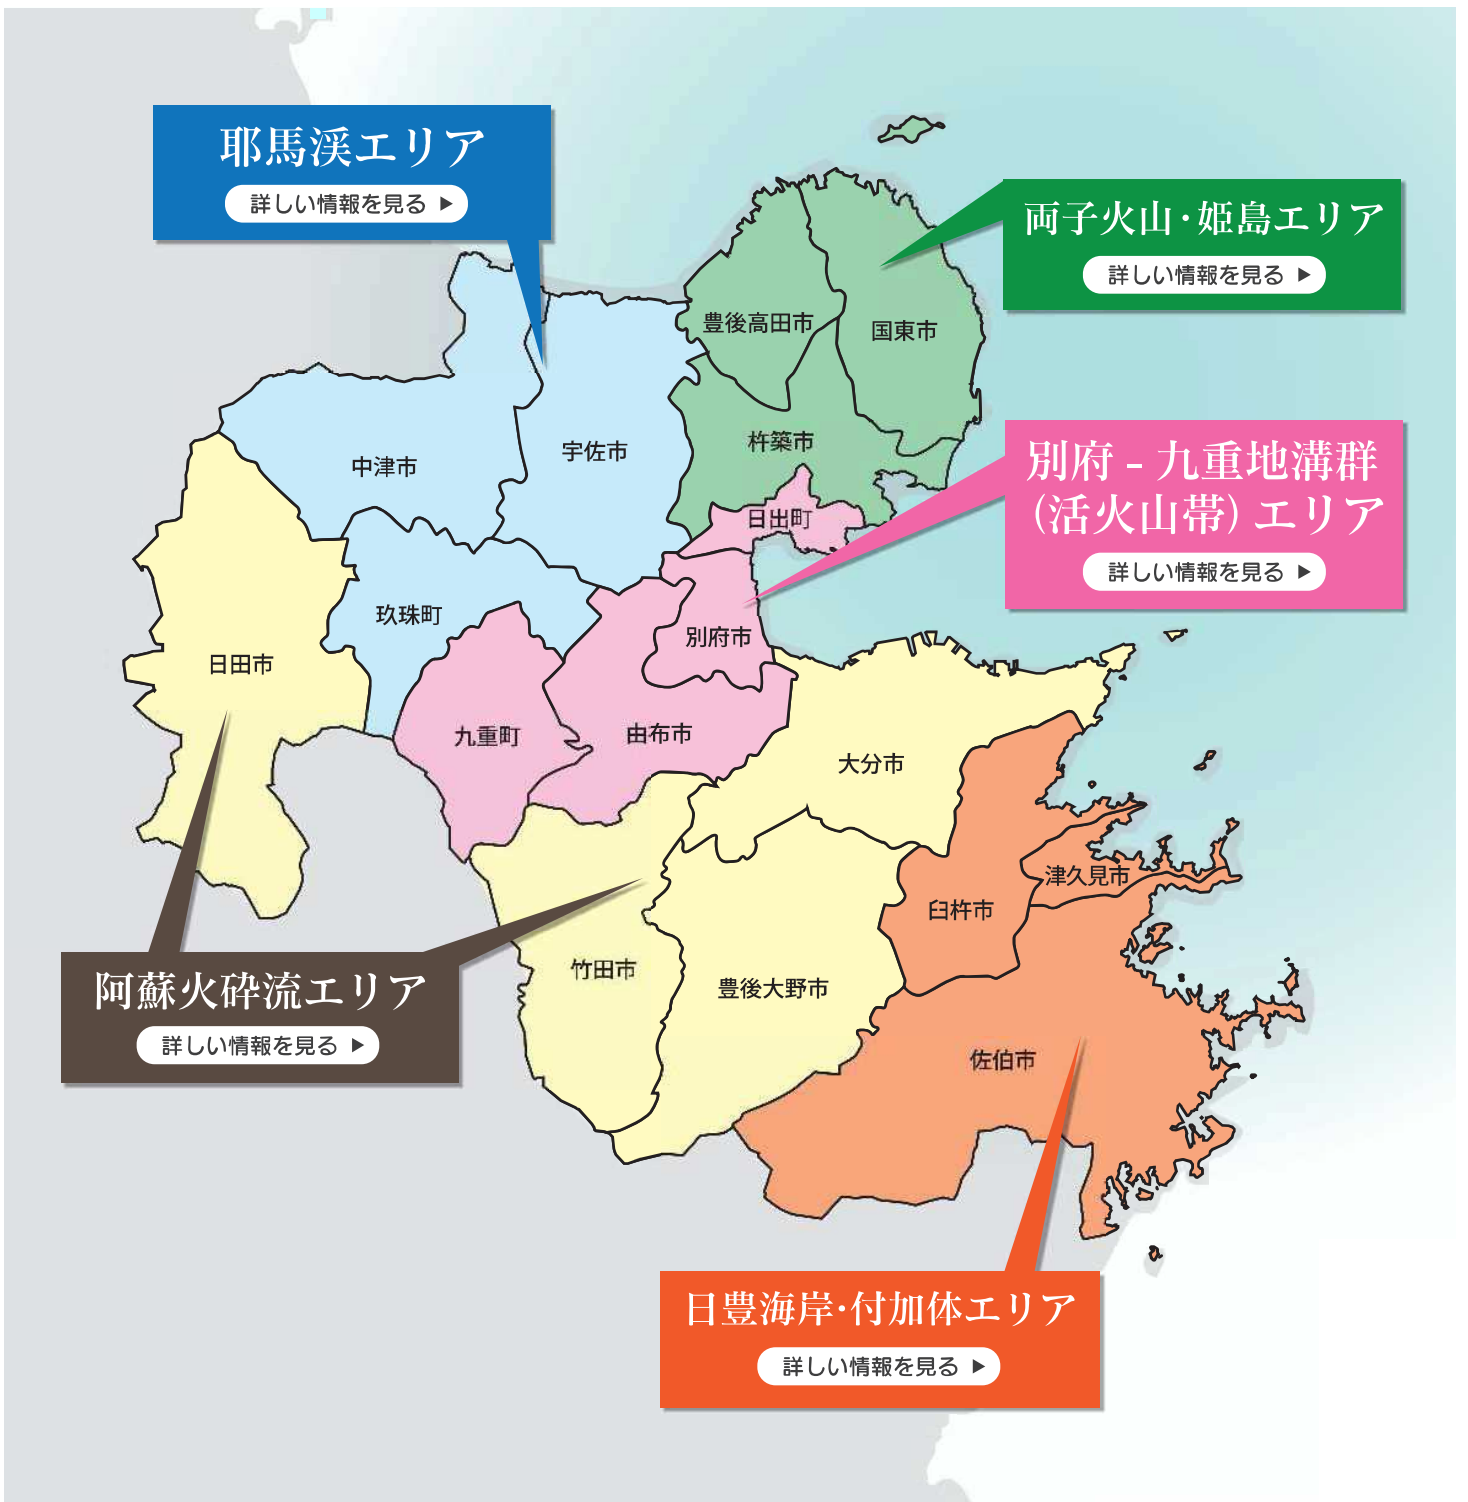 耶馬渓エリア
詳しい情報を見る ▶
両子火山・姫島エリア
詳しい情報を見る ▶
豊後高田市
国東市
杵築市
宇佐市
中津市
別府-九重地溝群
(活火山帯)エリア
詳しい情報を見る ▶
日出町
玖珠町
別府市
日田市
九重町
由布市
大分市
津久見市
臼杵市
竹田市
豊後大野市
阿蘇火砕流エリア
詳しい情報を見る ▶
佐伯市
日豊海岸・付加体エリア
詳しい情報を見る ▶